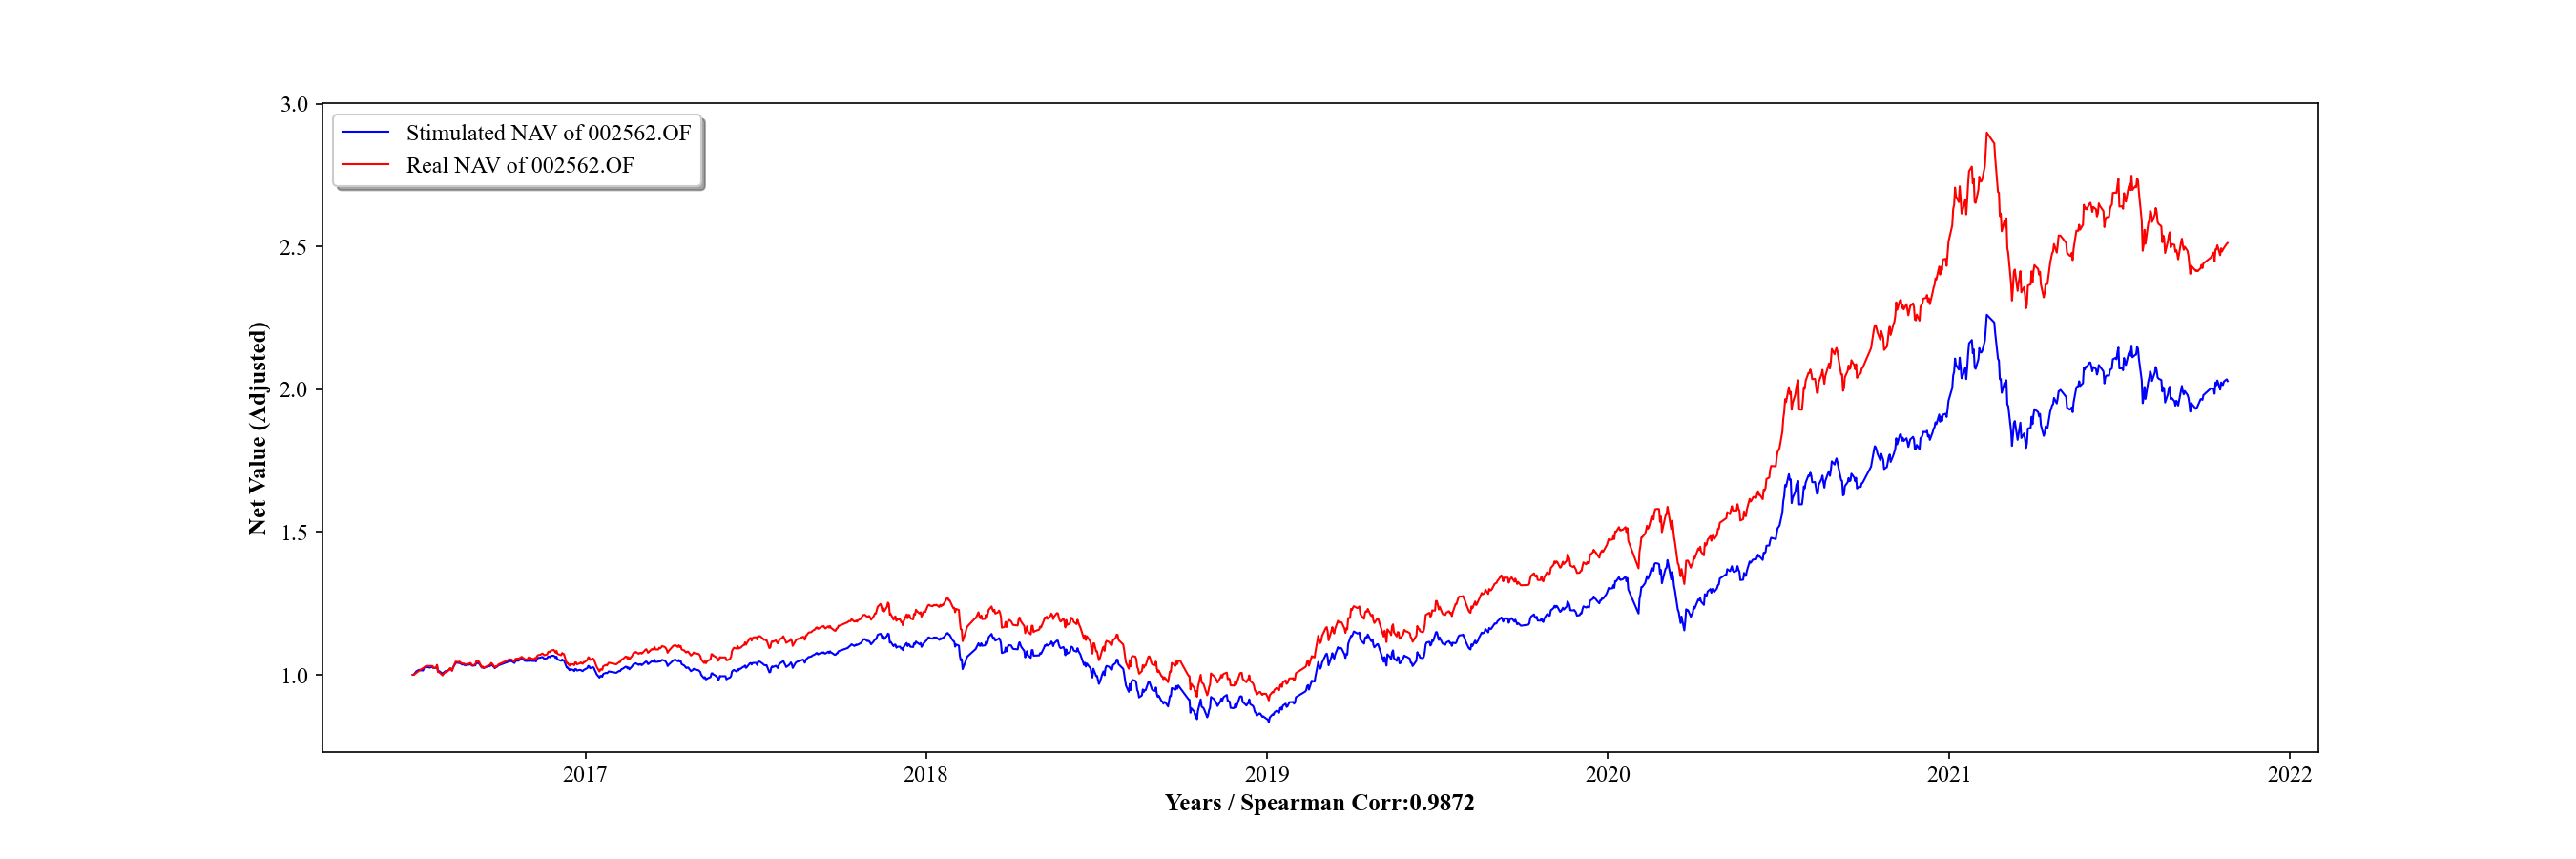 Stimulated NAV of 002562.OF
Real NAV of 002562.OF
3.0
2.5
2.0
1.5
1.0
Net Value (Adjusted)
2017 2018 2019 2020 2021 2022
Years / Spearman Corr:0.9872